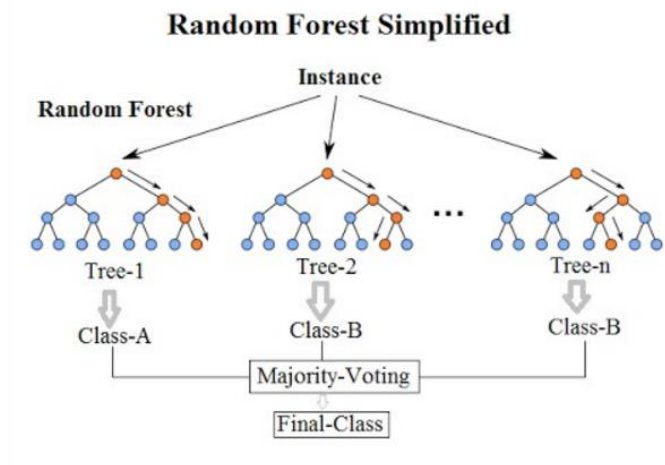 Random Forest Simplified
Instance
Random Forest
...
Tree-1
Tree-2
Tree-n
Class-A
Class-B
Class-B
Majority-Voting
Final-Class